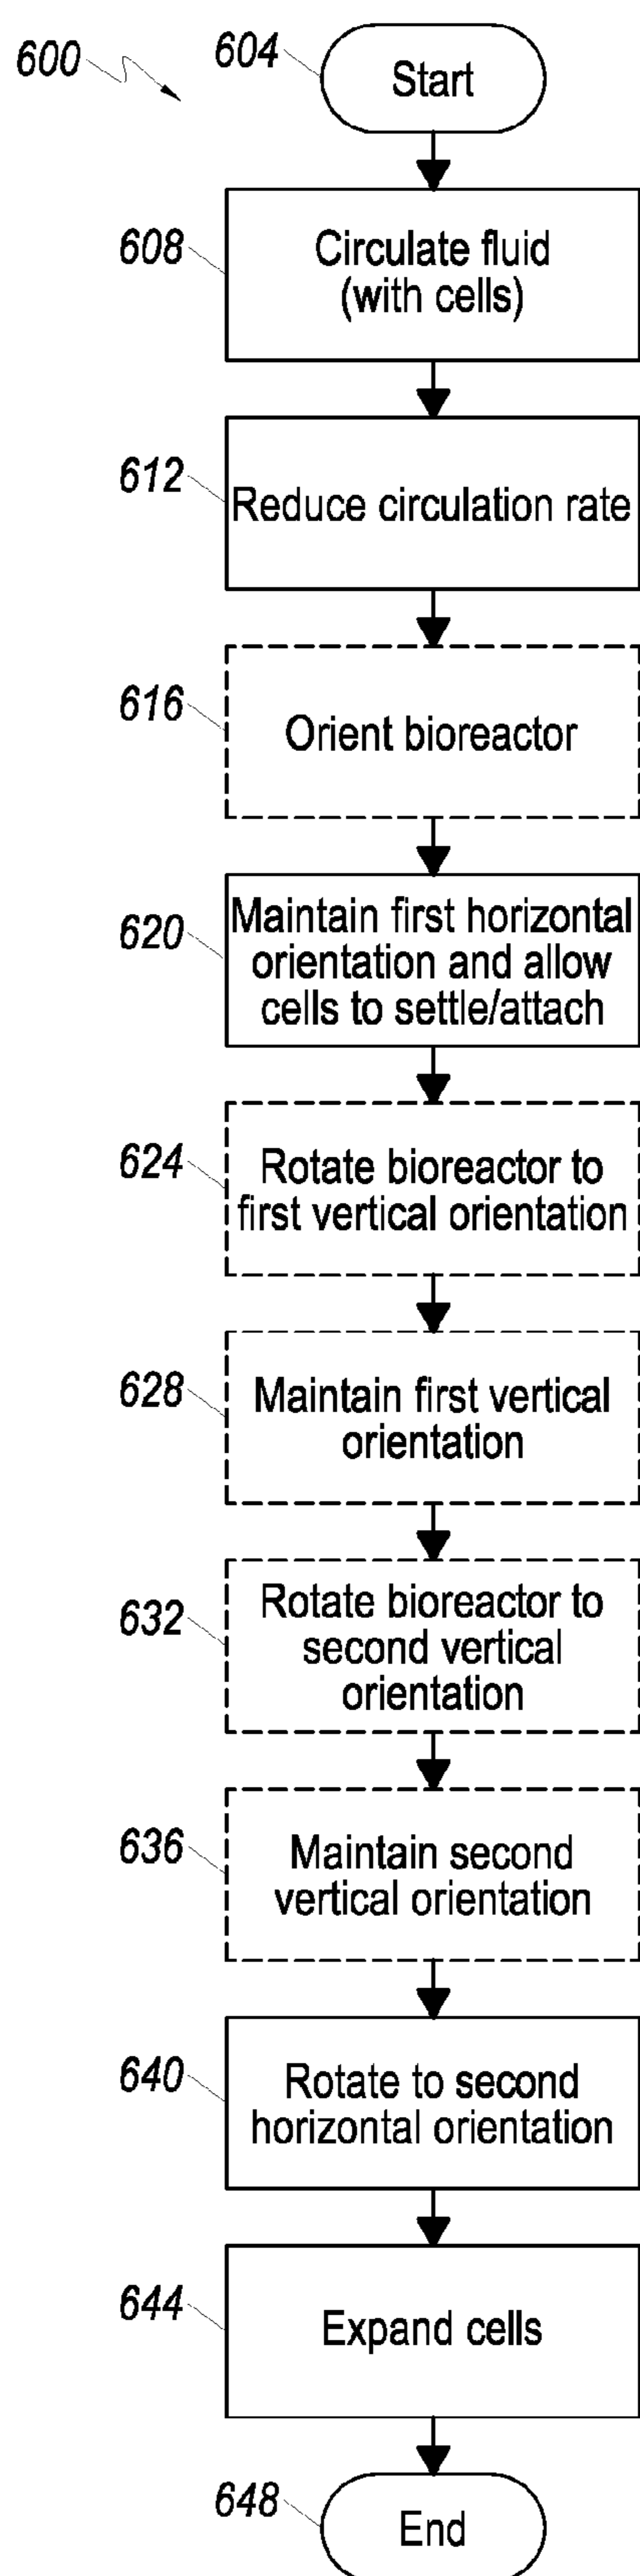 600
604
Start
608
Circulate fluid
(with cells)
612
Reduce circulation rate
616
Orient bioreactor
620
Maintain first horizontal
orientation and allow
cells to settle/attach
624
Rotate bioreactor to
first vertical orientation
628
Maintain first vertical
orientation
632
Rotate bioreactor to
second vertical
orientation
636
Maintain second
vertical orientation
640
Rotate to second
horizontal orientation
644
Expand cells
648
End